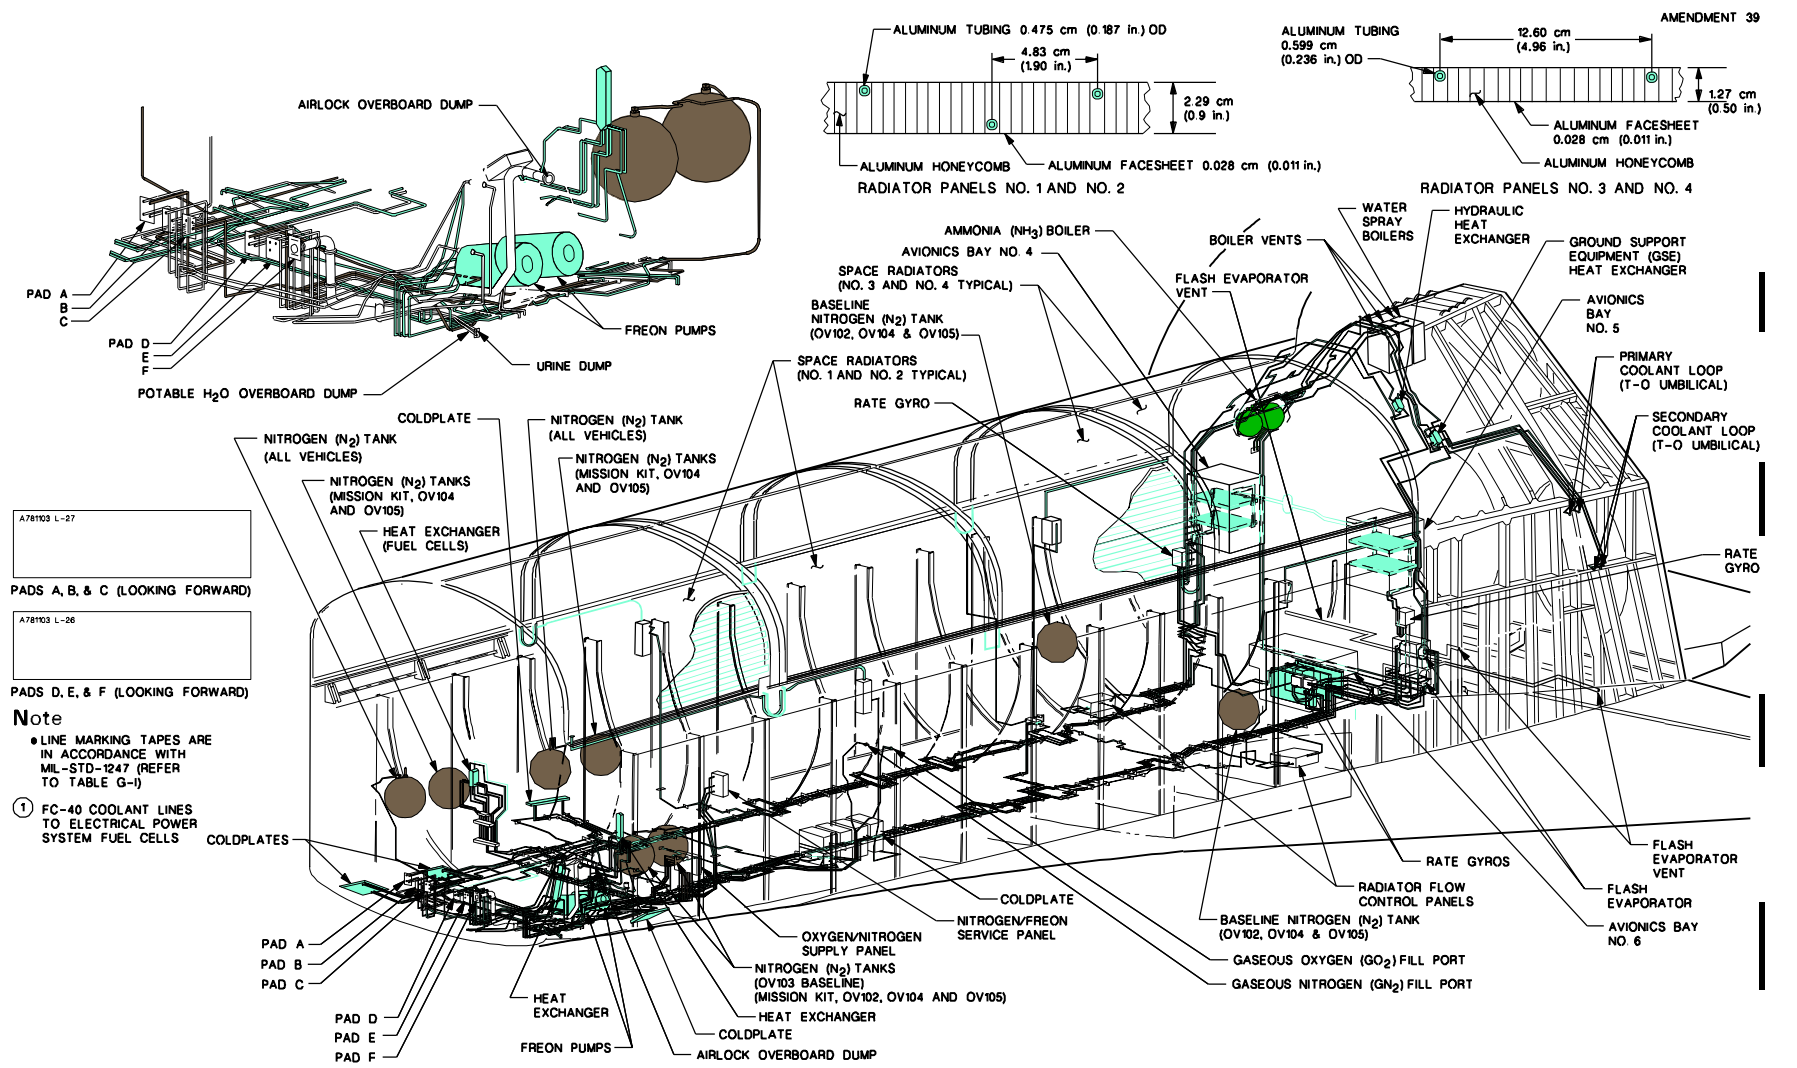 AMENDMENT 39
ALUMINUM TUBING 0.475 cm (0.187 in.) OD
4.83 cm
(1.90 in.)
2.29 cm
(0.9 in.)
ALUMINUM HONEYCOMB
ALUMINUM FACESHEET 0.028 cm (0.011 in.)
RADIATOR PANELS NO. 1 AND NO. 2
ALUMINUM TUBING
0.599 cm
(0.236 in.) OD
12.60 cm
(4.96 in.)
1.27 cm
(0.50 in.)
ALUMINUM FACESHEET
0.028 cm (0.011 in.)
ALUMINUM HONEYCOMB
RADIATOR PANELS NO. 3 AND NO. 4
AIRLOCK OVERBOARD DUMP
PAD A
B
C
PAD D
E
F
FREON PUMPS
URINE DUMP
POTABLE H2O OVERBOARD DUMP
AMMONIA (NH3) BOILER
AVIONICS BAY NO. 4
SPACE RADIATORS
(NO. 3 AND NO. 4 TYPICAL)
BASELINE
NITROGEN (N2) TANK
(OV102, OV104 & OV105)
SPACE RADIATORS
(NO. 1 AND NO. 2 TYPICAL)
RATE GYRO
BOILER VENTS
FLASH EVAPORATOR
VENT
WATER
SPRAY
BOILERS
HYDRAULIC
HEAT
EXCHANGER
GROUND SUPPORT
EQUIPMENT (GSE)
HEAT EXCHANGER
AVIONICS
BAY
NO. 5
PRIMARY
COOLANT LOOP
(T-O UMBILICAL)
SECONDARY
COOLANT LOOP
(T-O UMBILICAL)
RATE
GYRO
COLDPLATE
NITROGEN (N2) TANK
(ALL VEHICLES)
NITROGEN (N2) TANK
(ALL VEHICLES)
NITROGEN (N2) TANKS
(MISSION KIT, OV104
AND OV105)
NITROGEN (N2) TANKS
(MISSION KIT, OV104
AND OV105)
HEAT EXCHANGER
(FUEL CELLS)
A781103 L-27
PADS A, B, & C (LOOKING FORWARD)
A781103 L-26
PADS D, E, & F (LOOKING FORWARD)
Note
• LINE MARKING TAPES ARE
IN ACCORDANCE WITH
MIL-STD-1247 (REFER
TO TABLE G-I)
1 FC-40 COOLANT LINES
TO ELECTRICAL POWER
SYSTEM FUEL CELLS
COLDPLATES
PAD A
PAD B
PAD C
PAD D
PAD E
PAD F
HEAT
EXCHANGER
FREON PUMPS
AIRLOCK OVERBOARD DUMP
COLDPLATE
HEAT EXCHANGER
NITROGEN (N2) TANKS
(OV103 BASELINE)
(MISSION KIT, OV102, OV104 AND OV105)
OXYGEN/NITROGEN
SUPPLY PANEL
NITROGEN/FREON
SERVICE PANEL
COLDPLATE
BASELINE NITROGEN (N2) TANK
(OV102, OV104 & OV105)
GASEOUS OXYGEN (GO2) FILL PORT
GASEOUS NITROGEN (GN2) FILL PORT
RADIATOR FLOW
CONTROL PANELS
RATE GYROS
FLASH
EVAPORATOR
VENT
FLASH
EVAPORATOR
AVIONICS BAY
NO. 6